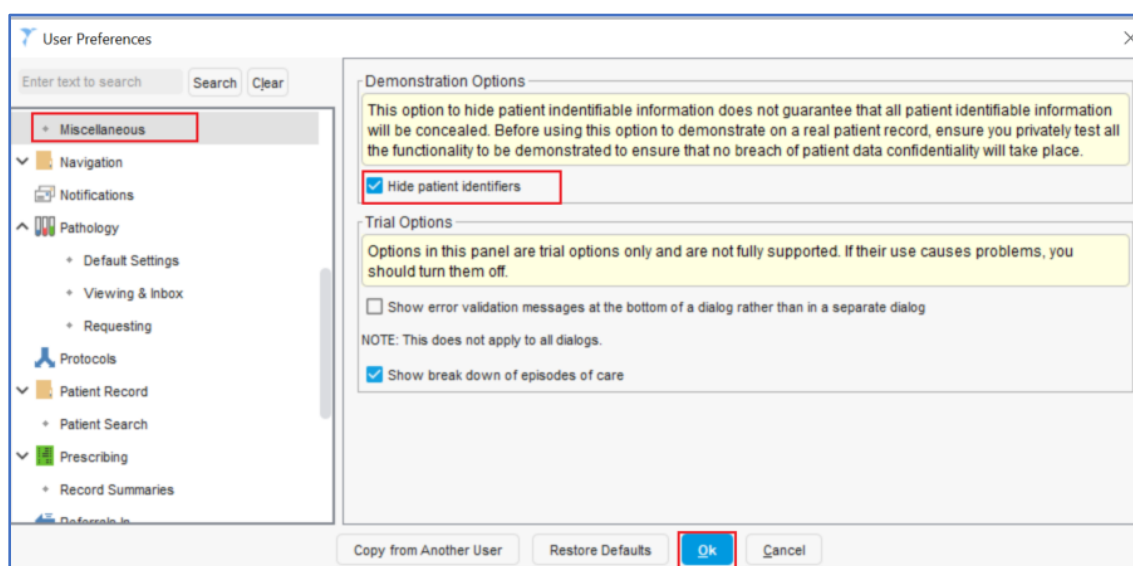 User Preferences
Enter text to search Search Clear
Miscellaneous
Navigation
Notifications
Pathology
Default Settings
Viewing & Inbox
Requesting
Protocols
Patient Record
Patient Search
Prescribing
Record Summaries
Referrals In
Demonstration Options
This option to hide patient indentifiable information does not guarantee that all patient identifiable information
will be concealed. Before using this option to demonstrate on a real patient record, ensure you privately test all
the functionality to be demonstrated to ensure that no breach of patient data confidentiality will take place.
Hide patient identifiers
Trial Options
Options in this panel are trial options only and are not fully supported. If their use causes problems, you
should turn them off.
Show error validation messages at the bottom of a dialog rather than in a separate dialog
NOTE: This does not apply to all dialogs.
Show break down of episodes of care
Copy from Another User Restore Defaults Ok Cancel